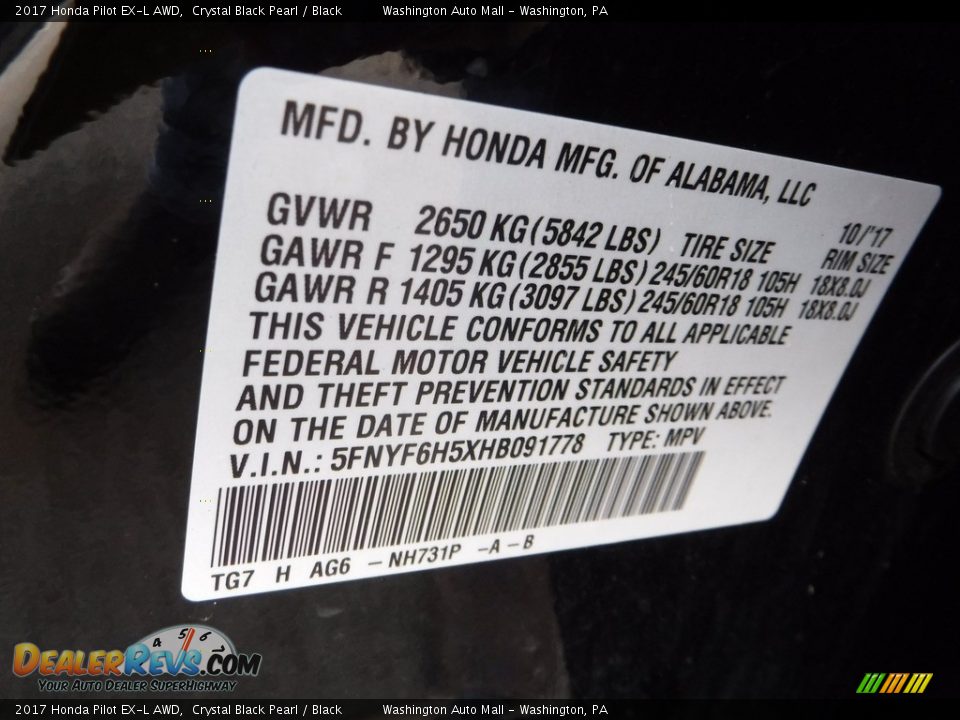 2017 Honda Pilot EX-L AWD, Crystal Black Pearl / Black Washington Auto Mall - Washington, PA
MFD. BY HONDA MFG. OF ALABAMA, LLC
10/'17
GVWR 2650 KG (5842 LBS) TIRE SIZE RIM SIZE
GAWR F 1295 KG (2855 LBS) 245/60R18 105H 18X8.0J
GAWR R 1405 KG (3097 LBS) 245/60R18 105H 18X8.0J
THIS VEHICLE CONFORMS TO ALL APPLICABLE
FEDERAL MOTOR VEHICLE SAFETY
AND THEFT PREVENTION STANDARDS IN EFFECT
ON THE DATE OF MANUFACTURE SHOWN ABOVE.
V.I.N.: 5FNYF6H5XHB091778 TYPE: MPV
TG7 H AG6 - NH731P - A - B
4 5 6
DEALERREVS.COM
YOUR AUTO DEALER SUPERHIGHWAY
2017 Honda Pilot EX-L AWD, Crystal Black Pearl / Black Washington Auto Mall - Washington, PA